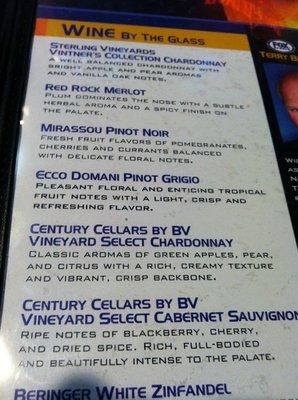 Wine by the Glass
Sterling Vineyards
Vintner's Collection Chardonnay
A well balanced chardonnay with
bright apple and pear aromas
and vanilla oak notes.
Red Rock Merlot
Plum dominates the nose with a subtle
herbal aroma and a spicy finish on
the palate.
Mirassou Pinot Noir
Fresh fruit flavors of pomegranates,
cherries and currants balanced
with delicate floral notes.
Ecco Domani Pinot Grigio
Pleasant floral and enticing tropical
fruit notes with a light, crisp and
refreshing flavor.
Century Cellars by BV
Vineyard Select Chardonnay
Classic aromas of green apples, pear,
and citrus with a rich, creamy texture
and vibrant, crisp backbone.
Century Cellars by BV
Vineyard Select Cabernet Sauvignon
Ripe notes of blackberry, cherry,
and dried spice. Rich, full-bodied
and beautifully intense to the palate.
Beringer White Zinfandel
FOX
Terry B